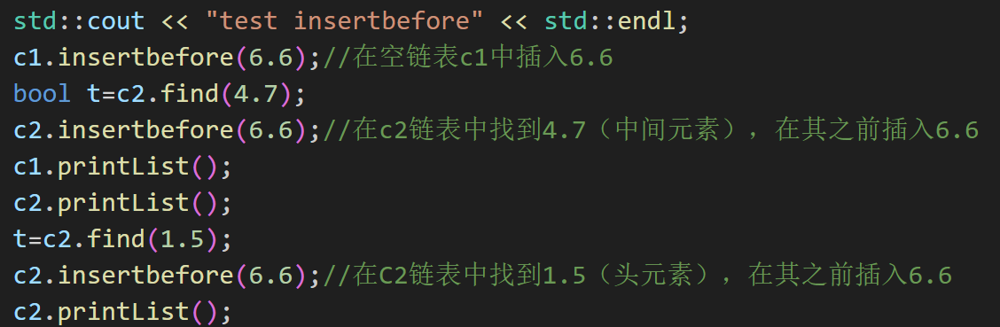 std::cout << "test insertbefore" << std::endl;
c1.insertbefore(6.6);//在空链表c1中插入6.6
bool t=c2.find(4.7);
c2.insertbefore(6.6);//在c2链表中找到4.7（中间元素），在其之前插入6.6
c1.printList();
c2.printList();
t=c2.find(1.5);
c2.insertbefore(6.6);//在C2链表中找到1.5（头元素），在其之前插入6.6
c2.printList();